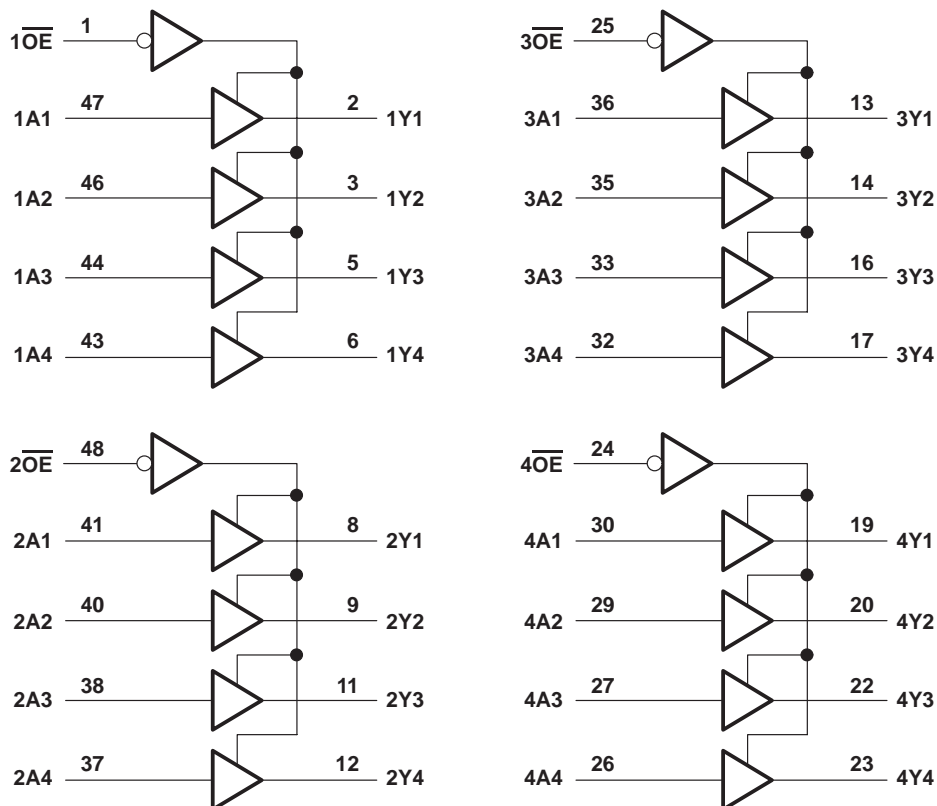 1OE 1
1A1 47 2 1Y1
1A2 46 3 1Y2
1A3 44 5 1Y3
1A4 43 6 1Y4
3OE 25
3A1 36 13 3Y1
3A2 35 14 3Y2
3A3 33 16 3Y3
3A4 32 17 3Y4
2OE 48
2A1 41 8 2Y1
2A2 40 9 2Y2
2A3 38 11 2Y3
2A4 37 12 2Y4
4OE 24
4A1 30 19 4Y1
4A2 29 20 4Y2
4A3 27 22 4Y3
4A4 26 23 4Y4